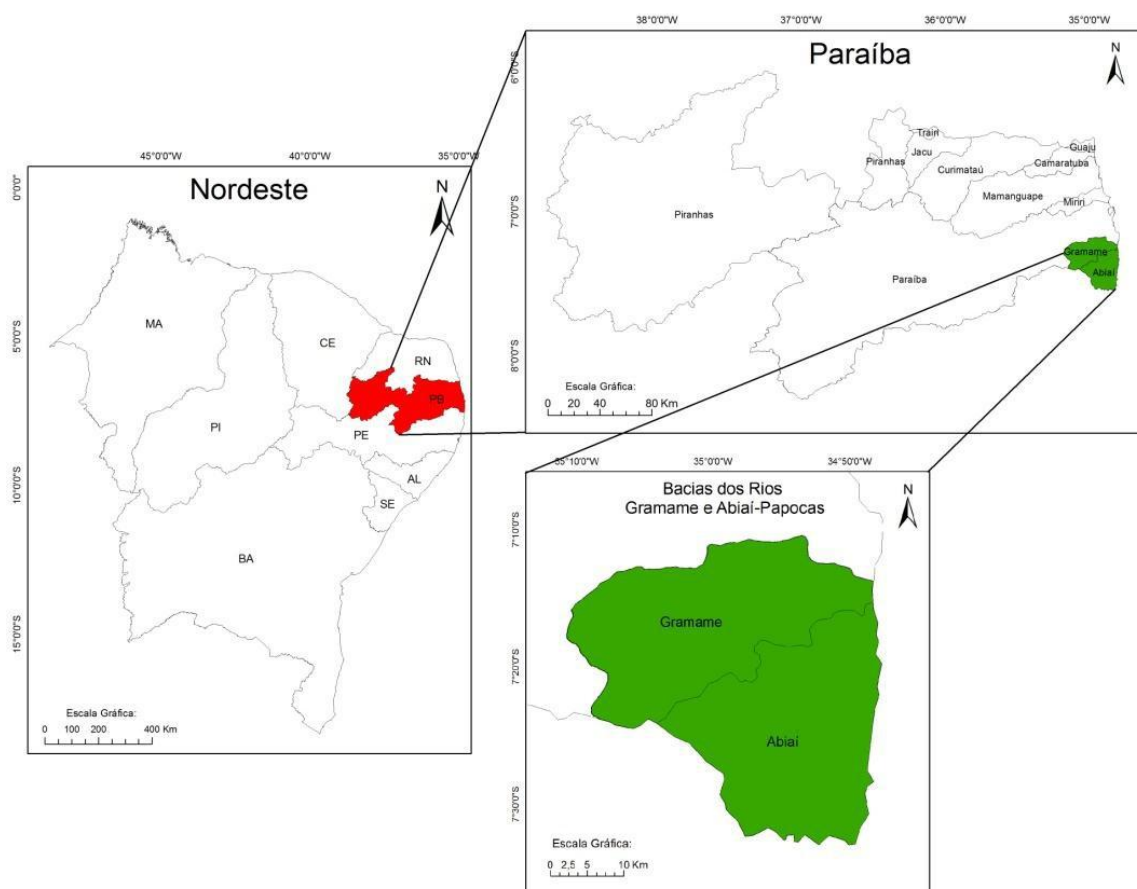 45°0'0"W 40°0'0"W 35°0'0"W
Nordeste
N
0°0'0"
5°0'0"S
10°0'0"S
15°0'0"S
MA
CE
RN
PB
PI
PE
AL
SE
BA
Escala Gráfica:
0 100 200 400 Km
38°0'0"W 37°0'0"W 36°0'0"W 35°0'0"W
Paraíba
N
6°0'0"S
7°0'0"S
8°0'0"S
Trairi
Jacu
Guaju
Piranhas
Camaratuba
Curimataú
Mamanguape
Miriri
Piranhas
Gramame
Abiaí
Paraíba
Escala Gráfica:
0 20 40 80 Km
35°10'0"W 35°0'0"W 34°50'0"W
Bacias dos Rios
Gramame e Abiaí-Papocas
N
7°10'0"S
7°20'0"S
7°30'0"S
Gramame
Abiaí
Escala Gráfica:
0 2,5 5 10 Km